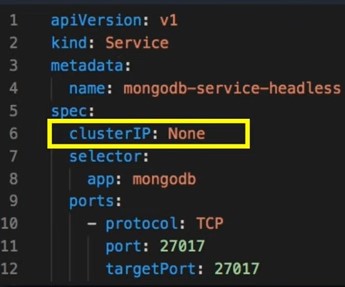 1 apiVersion: v1
2 kind: Service
3 metadata:
4 name: mongodb-service-headless
5 spec:
6 clusterIP: None
7 selector:
8 app: mongodb
9 ports:
10 - protocol: TCP
11 port: 27017
12 targetPort: 27017